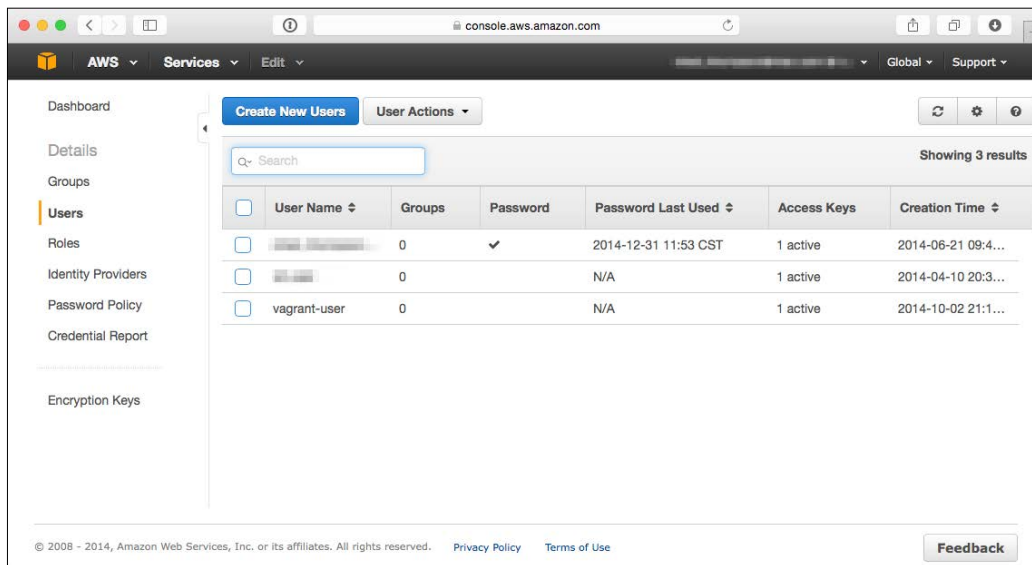 console.aws.amazon.com
AWS Services Edit Global Support
Dashboard
Create New Users User Actions
Details
Search
Showing 3 results
Groups
User Name Groups Password Password Last Used Access Keys Creation Time
Users
Roles
0 2014-12-31 11:53 CST 1 active 2014-06-21 09:4...
Identity Providers
0 N/A 1 active 2014-04-10 20:3...
Password Policy
vagrant-user 0 N/A 1 active 2014-10-02 21:1...
Credential Report
Encryption Keys
© 2008 - 2014, Amazon Web Services, Inc. or its affiliates. All rights reserved. Privacy Policy Terms of Use
Feedback